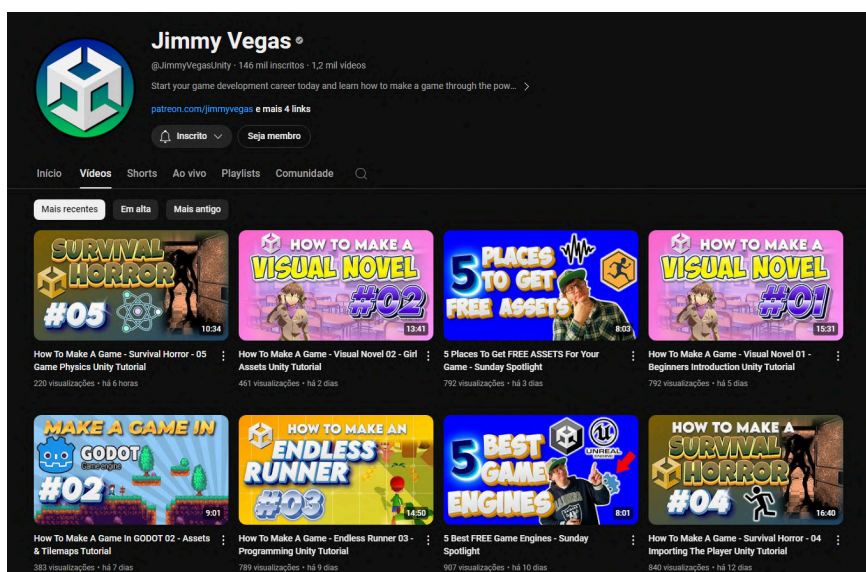 Jimmy Vegas
@JimmyVegasUnity · 146 mil inscritos · 1,2 mil vídeos
Start your game development career today and learn how to make a game through the pow...
patreon.com/jimmyvegas e mais 4 links
Inscrito
Seja membro
Início Vídeos Shorts Ao vivo Playlists Comunidade
Mais recentes Em alta Mais antigo
SURVIVAL
HORROR
#05
10:34
HOW TO MAKE A
VISUAL NOVEL
#02
13:41
5 PLACES
TO GET
FREE ASSETS
8:03
HOW TO MAKE A
VISUAL NOVEL
#01
15:31
How To Make A Game - Survival Horror - 05
Game Physics Unity Tutorial
220 visualizações • há 6 horas
How To Make A Game - Visual Novel 02 - Girl
Assets Unity Tutorial
461 visualizações • há 2 dias
5 Places To Get FREE ASSETS For Your
Game - Sunday Spotlight
792 visualizações • há 3 dias
How To Make A Game - Visual Novel 01 -
Beginners Introduction Unity Tutorial
792 visualizações • há 5 dias
MAKE A GAME IN
GODOT
Game engine
#02
9:01
HOW TO MAKE AN
ENDLESS
RUNNER
#03
14:50
5 BEST
GAME
ENGINES
UNREAL
ENGINE
8:01
HOW TO MAKE A
SURVIVAL
HORROR
#04
16:40
How To Make A Game In GODOT 02 - Assets
& Tilemaps Tutorial
383 visualizações • há 7 dias
How To Make A Game - Endless Runner 03 -
Programming Unity Tutorial
789 visualizações • há 9 dias
5 Best FREE Game Engines - Sunday
Spotlight
907 visualizações • há 10 dias
How To Make A Game - Survival Horror - 04
Importing The Player Unity Tutorial
840 visualizações • há 12 dias